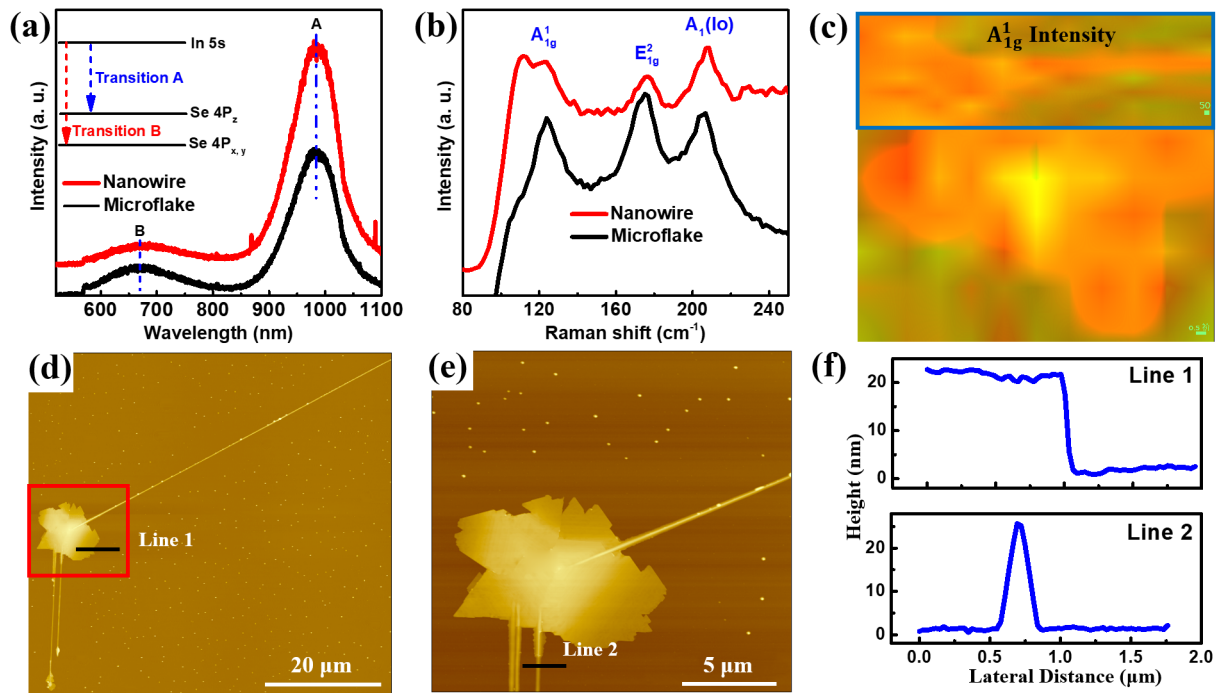 (a)
In 5s
A
Transition A
Se 4P_z
Transition B
Se 4P_x, y
Nanowire
Microflake
B
Intensity (a. u.)
600 700 800 900 1000 1100
Wavelength (nm)
(b)
A¹₁g
E²₁g
A₁(lo)
Nanowire
Microflake
Intensity (a. u.)
80 120 160 200 240
Raman shift (cm⁻¹)
(c)
A¹₁g Intensity
50
(d)
Line 1
20 µm
(e)
Line 2
5 µm
(f)
Line 1
20
10
0
Height (nm)
Line 2
20
10
0
0.0 0.5 1.0 1.5 2.0
Lateral Distance (µm)